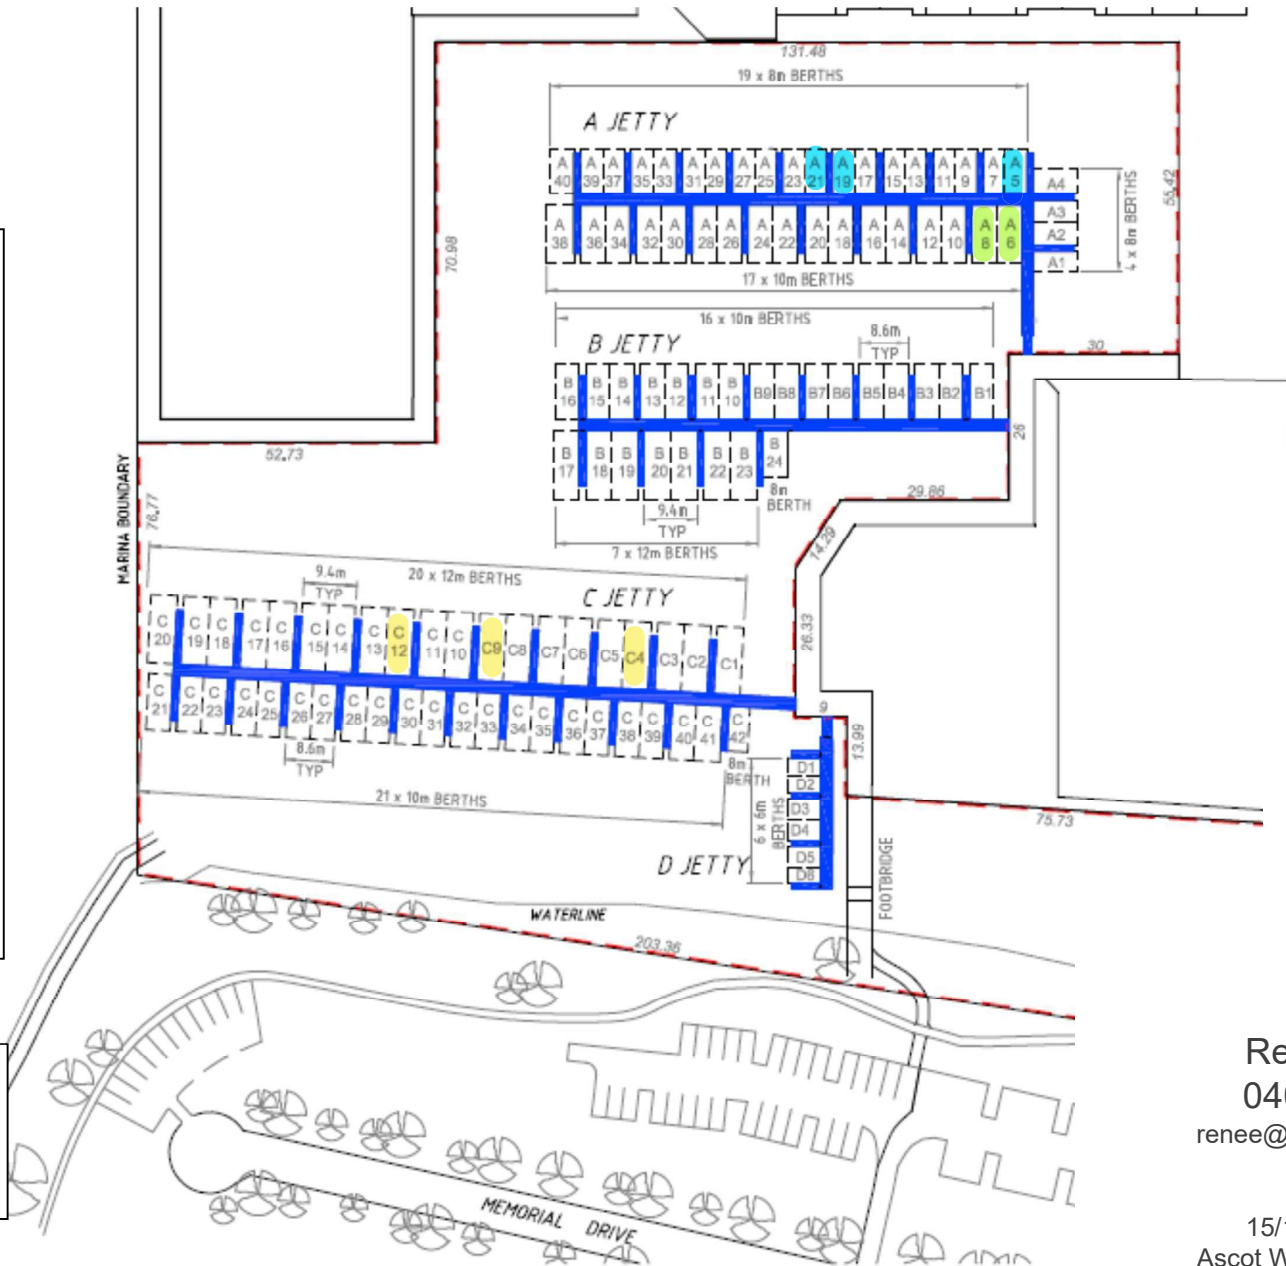 131.48
19 x 8m BERTHS
A JETTY
A 40 A 39 A 37 A 35 A 33 A 31 A 29 A 27 A 25 A 23 A 21 A 19 A 17 A 15 A 13 A 11 A 9 A 7 A 5
A4
A3
A2
A1
4 x 8m BERTHS
55.42
70.98
A 38 A 36 A 34 A 32 A 30 A 28 A 26 A 24 A 22 A 20 A 18 A 16 A 14 A 12 A 10 A 8 A 6
17 x 10m BERTHS
16 x 10m BERTHS
B JETTY
8.6m
TYP
30
B 16 B 15 B 14 B 13 B 12 B 11 B 10 B9 B8 B7 B6 B5 B4 B3 B2 B1
26
B 17 B 18 B 19 B 20 B 21 B 22 B 23 B 24
8m
BERTH
9.4m
TYP
7 x 12m BERTHS
29.86
14.29
52.73
MARINA BOUNDARY
76.77
20 x 12m BERTHS
9.4m
TYP
C JETTY
26.33
C 20 C 19 C 18 C 17 C 16 C 15 C 14 C 13 C 12 C 11 C 10 C9 C8 C7 C6 C5 C4 C3 C2 C1
C 21 C 22 C 23 C 24 C 25 C 26 C 27 C 28 C 29 C 30 C 31 C 32 C 33 C 34 C 35 C 36 C 37 C 38 C 39 C 40 C 41 C 42
8.6m
TYP
8m
BERTH
21 x 10m BERTHS
9
13.99
D1
D2
D3
D4
D5
D6
6 x 6m
BERTHS
D JETTY
75.73
FOOTBRIDGE
WATERLINE
203.36
MEMORIAL DRIVE
Re
040
renee@
15/1
Ascot W